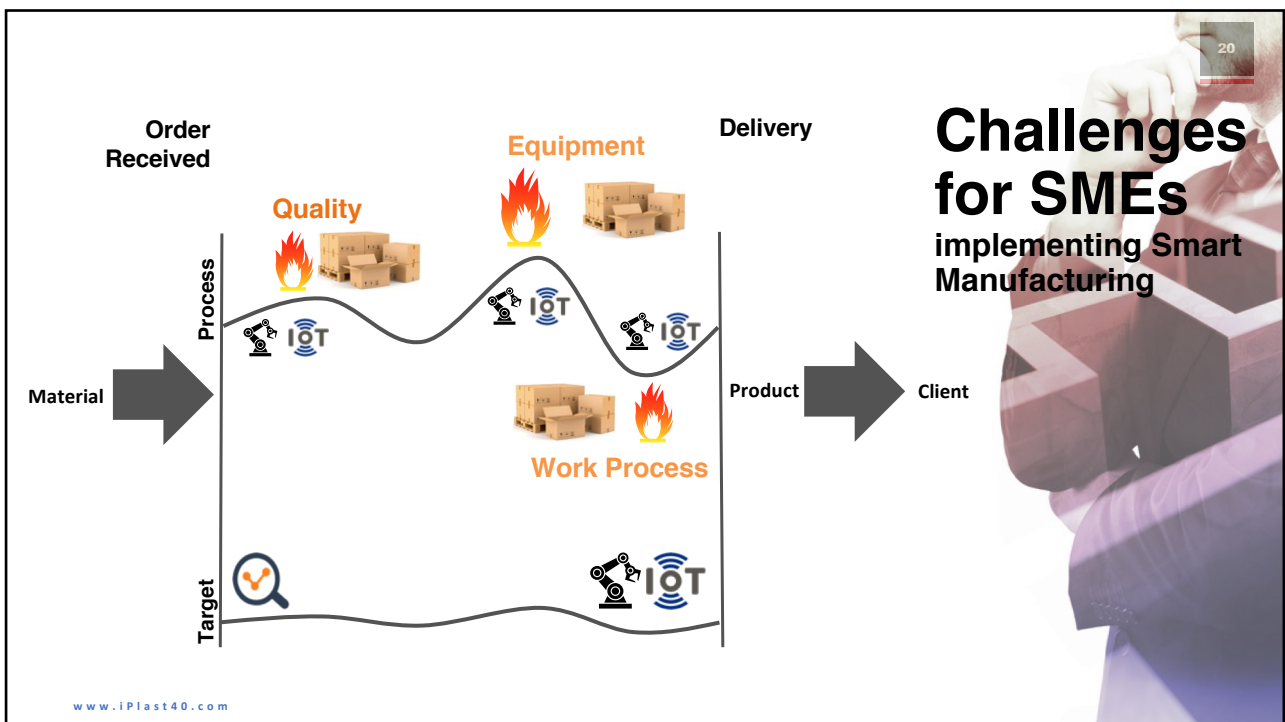 20
Challenges
for SMEs
implementing Smart
Manufacturing
Order
Received
Delivery
Equipment
Quality
Process
IoT
IoT
IoT
Material
Product
Client
Work Process
Target
IoT
www.iPlast40.com